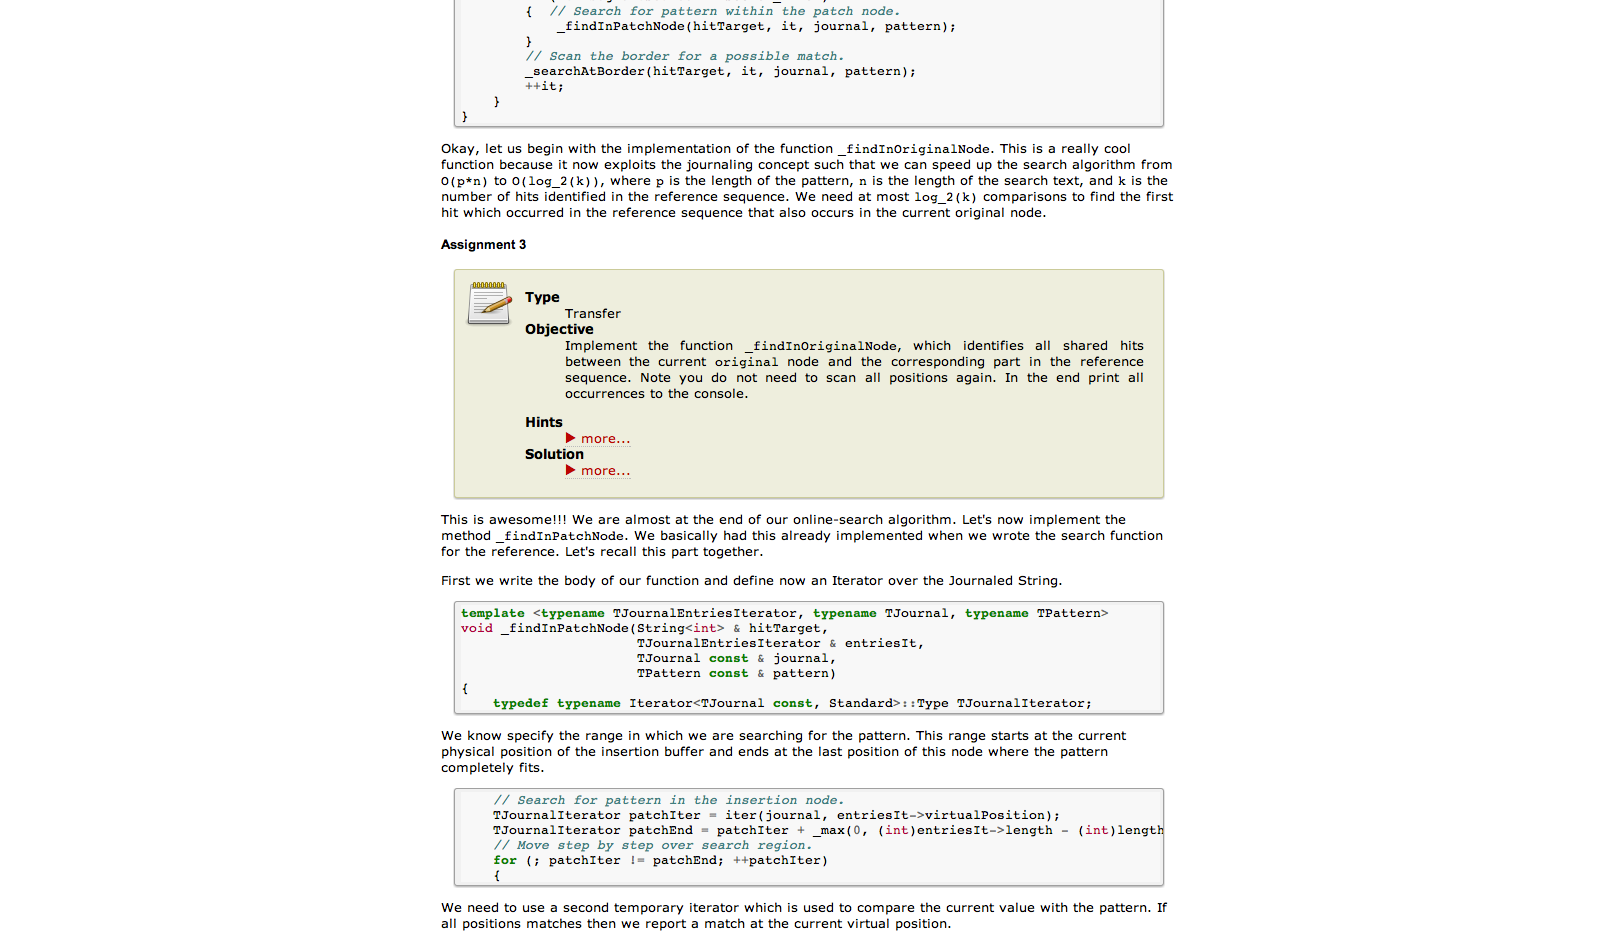 {  // Search for pattern within the patch node.
_findInPatchNode(hitTarget, it, journal, pattern);
}
// Scan the border for a possible match.
_searchAtBorder(hitTarget, it, journal, pattern);
++it;
}
}
Okay, let us begin with the implementation of the function _findInOriginalNode. This is a really cool
function because it now exploits the journaling concept such that we can speed up the search algorithm from
O(p*n) to O(log_2(k)), where p is the length of the pattern, n is the length of the search text, and k is the
number of hits identified in the reference sequence. We need at most log_2(k) comparisons to find the first
hit which occurred in the reference sequence that also occurs in the current original node.
Assignment 3
Type
Transfer
Objective
Implement the function _findInOriginalNode, which identifies all shared hits
between the current original node and the corresponding part in the reference
sequence. Note you do not need to scan all positions again. In the end print all
occurrences to the console.
Hints
more...
Solution
more...
This is awesome!!! We are almost at the end of our online-search algorithm. Let's now implement the
method _findInPatchNode. We basically had this already implemented when we wrote the search function
for the reference. Let's recall this part together.
First we write the body of our function and define now an Iterator over the Journaled String.
template <typename TJournalEntriesIterator, typename TJournal, typename TPattern>
void _findInPatchNode(String<int> & hitTarget,
TJournalEntriesIterator & entriesIt,
TJournal const & journal,
TPattern const & pattern)
{
typedef typename Iterator<TJournal const, Standard>::Type TJournalIterator;
We know specify the range in which we are searching for the pattern. This range starts at the current
physical position of the insertion buffer and ends at the last position of this node where the pattern
completely fits.
// Search for pattern in the insertion node.
TJournalIterator patchIter = iter(journal, entriesIt->virtualPosition);
TJournalIterator patchEnd = patchIter + _max(0, (int)entriesIt->length - (int)length
// Move step by step over search region.
for (; patchIter != patchEnd; ++patchIter)
{
We need to use a second temporary iterator which is used to compare the current value with the pattern. If
all positions matches then we report a match at the current virtual position.